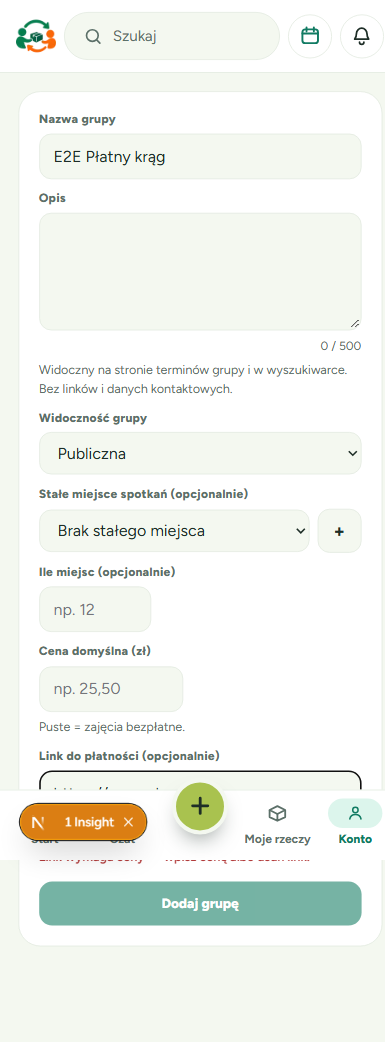 Szukaj
Nazwa grupy
E2E Płatny krąg
Opis
0 / 500
Widoczny na stronie terminów grupy i w wyszukiwarce.
Bez linków i danych kontaktowych.
Widoczność grupy
Publiczna
Stałe miejsce spotkań (opcjonalnie)
Brak stałego miejsca
+
Ile miejsc (opcjonalnie)
np. 12
Cena domyślna (zł)
np. 25,50
Puste = zajęcia bezpłatne.
Link do płatności (opcjonalnie)
N 1 Insight ×
+
Start
Czat
Moje rzeczy
Konto
Dodaj grupę